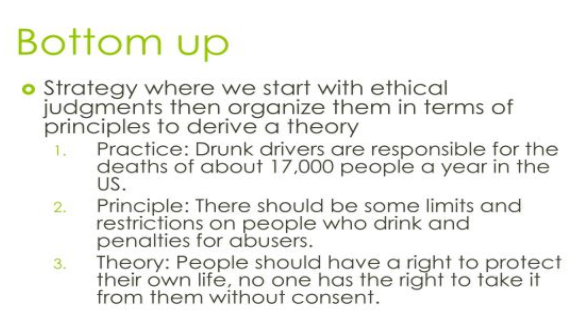 Bottom up
Strategy where we start with ethical
judgments then organize them in terms of
principles to derive a theory
1. Practice: Drunk drivers are responsible for the
deaths of about 17,000 people a year in the
US.
2. Principle: There should be some limits and
restrictions on people who drink and
penalties for abusers.
3. Theory: People should have a right to protect
their own life, no one has the right to take it
from them without consent.